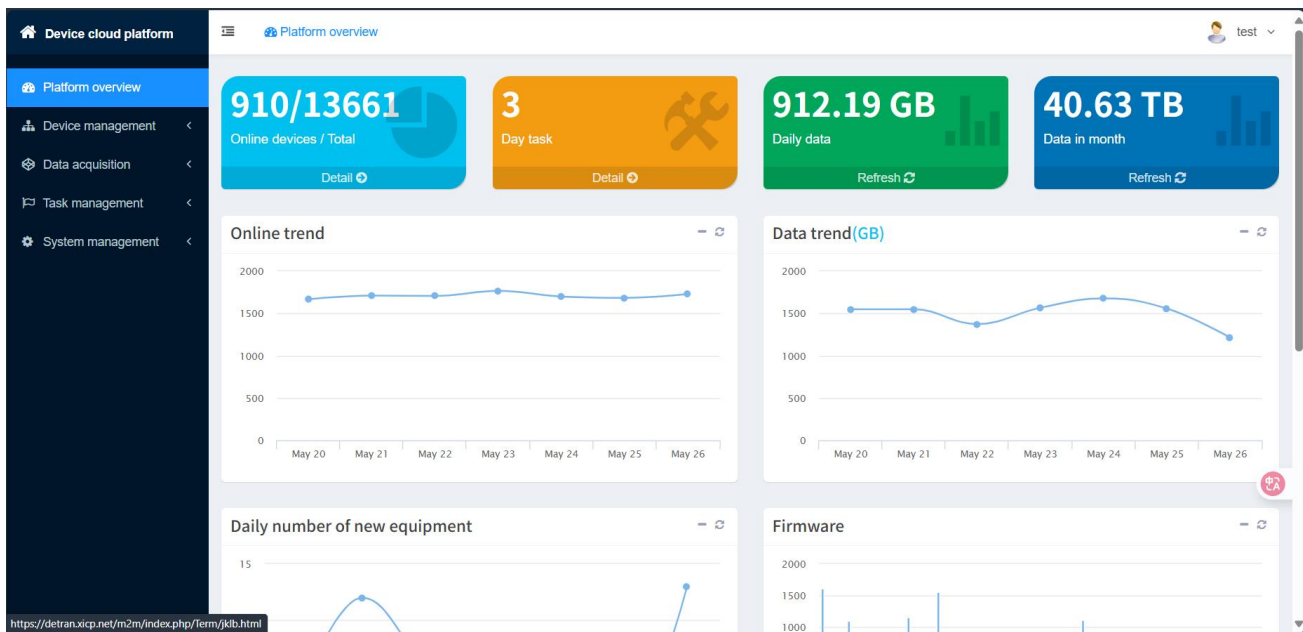 Device cloud platform
Platform overview
test
Platform overview
Device management
Data acquisition
Task management
System management
910/13661
Online devices / Total
Detail
3
Day task
Detail
912.19 GB
Daily data
Refresh
40.63 TB
Data in month
Refresh
Online trend
2000
1500
1000
500
0
May 20 May 21 May 22 May 23 May 24 May 25 May 26
Data trend(GB)
2000
1500
1000
500
0
May 20 May 21 May 22 May 23 May 24 May 25 May 26
中A
Daily number of new equipment
15
Firmware
2000
1500
1000
https://detran.xicp.net/m2m/index.php/Term/jklb.html